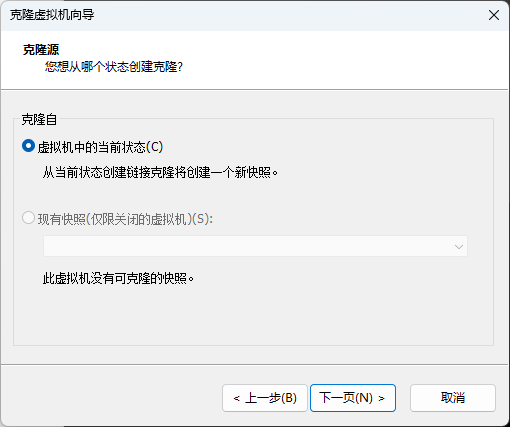 克隆虚拟机向导
克隆源
您想从哪个状态创建克隆?
克隆自
虚拟机中的当前状态(C)
从当前状态创建链接克隆将创建一个新快照。
现有快照(仅限关闭的虚拟机)(S):
此虚拟机没有可克隆的快照。
< 上一步(B)
下一页(N) >
取消